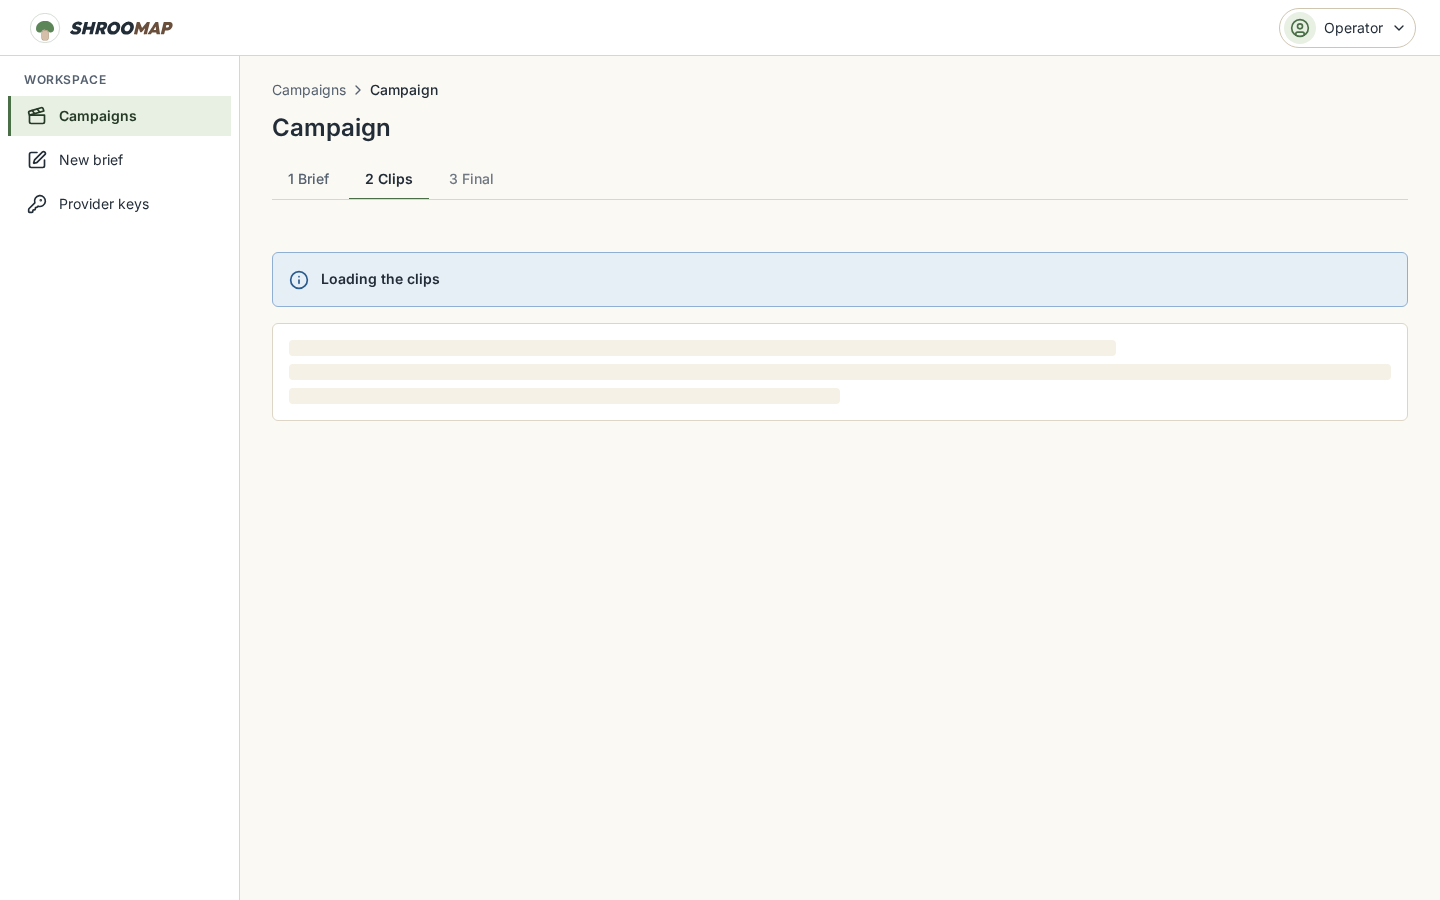 SHROOMAP
Operator
WORKSPACE
Campaigns
New brief
Provider keys
Campaigns > Campaign
Campaign
1 Brief 2 Clips 3 Final
Loading the clips